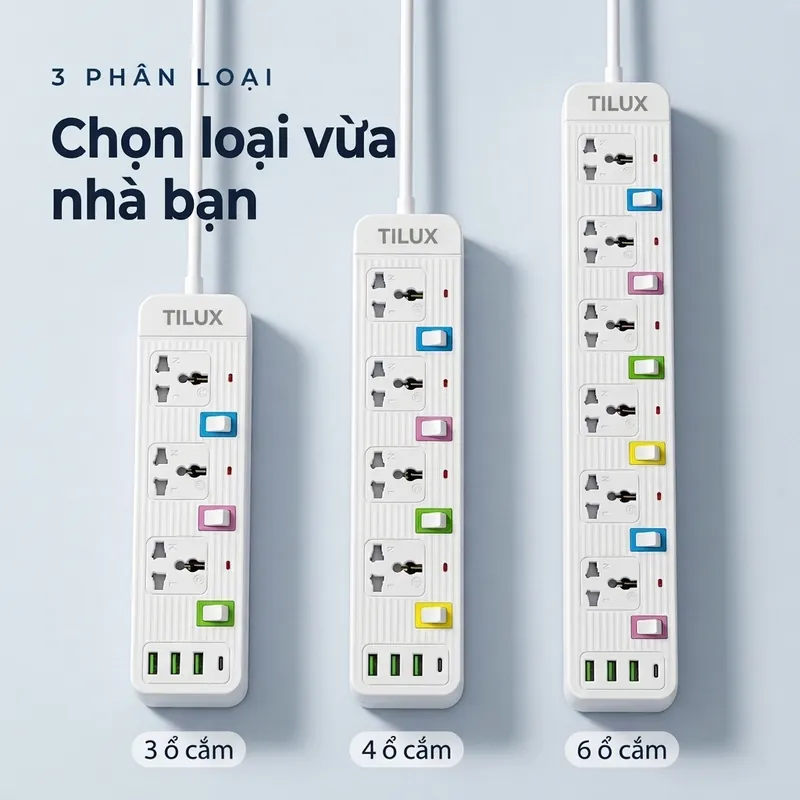 3 PHÂN LOẠI
Chọn loại vừa
nhà bạn
TILUX
TILUX
TILUX
3 ổ cắm
4 ổ cắm
6 ổ cắm